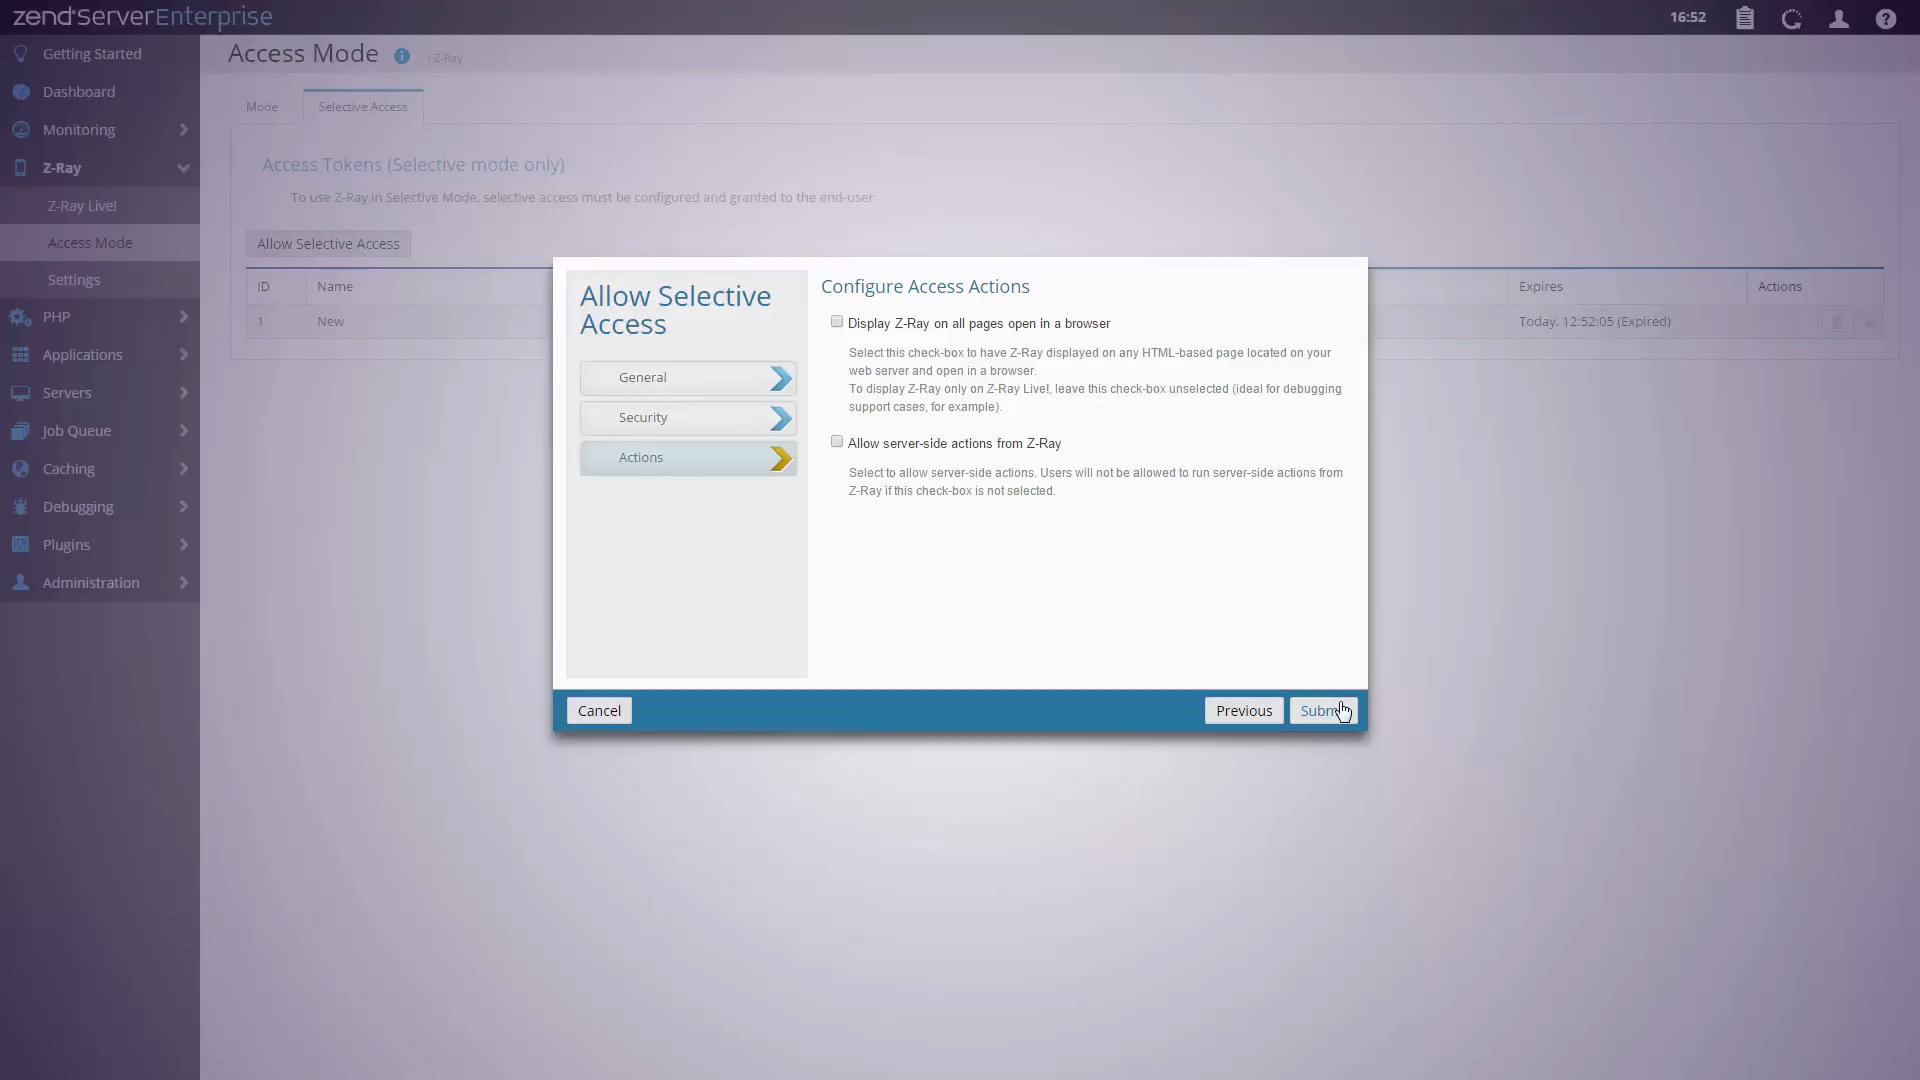 zend Server Enterprise
16:52
Getting Started
Dashboard
Monitoring
Z-Ray
Z-Ray Live!
Access Mode
Settings
PHP
Applications
Servers
Job Queue
Caching
Debugging
Plugins
Administration
Access Mode / Z-Ray
Mode Selective Access
Access Tokens (Selective mode only)
To use Z-Ray in Selective Mode, selective access must be configured and granted to the end-user
Allow Selective Access
ID Name Expires Actions
1 New Today, 12:52:05 (Expired)
Allow Selective
Access
General
Security
Actions
Configure Access Actions
Display Z-Ray on all pages open in a browser
Select this check-box to have Z-Ray displayed on any HTML-based page located on your
web server and open in a browser.
To display Z-Ray only on Z-Ray Live!, leave this check-box unselected (ideal for debugging
support cases, for example).
Allow server-side actions from Z-Ray
Select to allow server-side actions. Users will not be allowed to run server-side actions from
Z-Ray if this check-box is not selected.
Cancel Previous